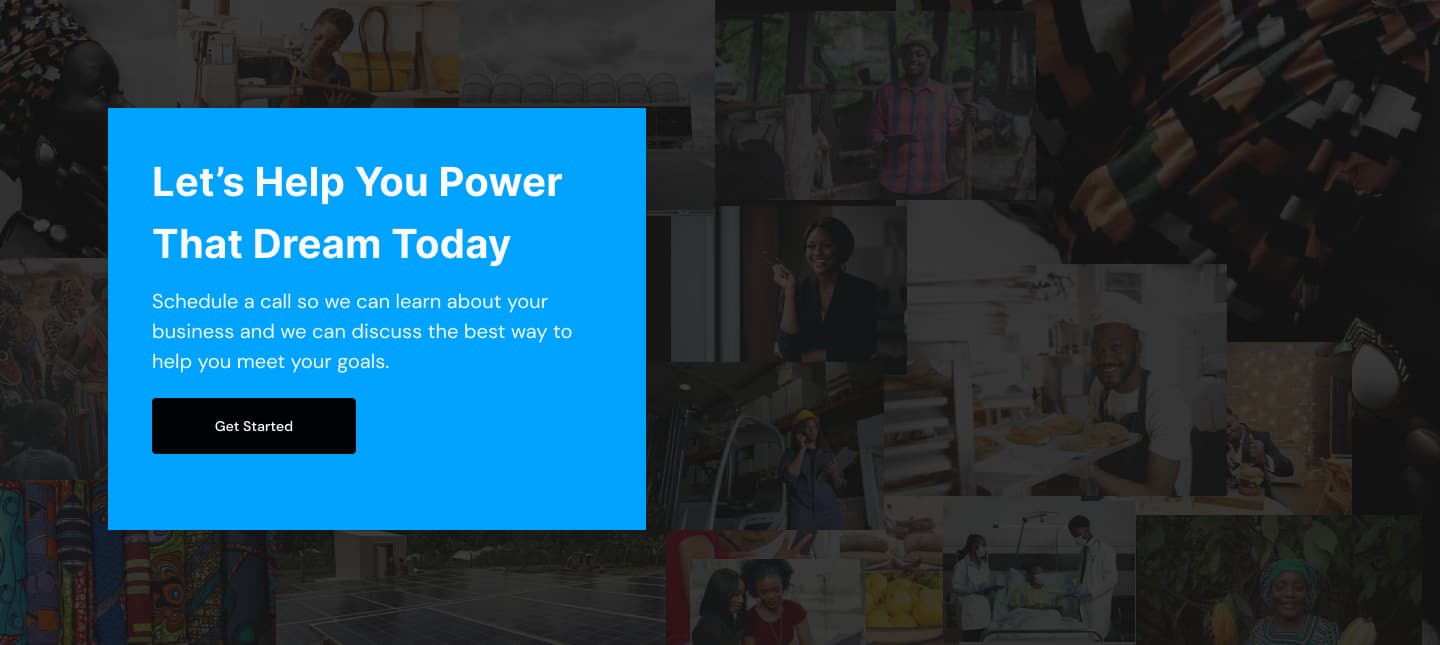 Let’s Help You Power
That Dream Today
Schedule a call so we can learn about your
business and we can discuss the best way to
help you meet your goals.
Get Started